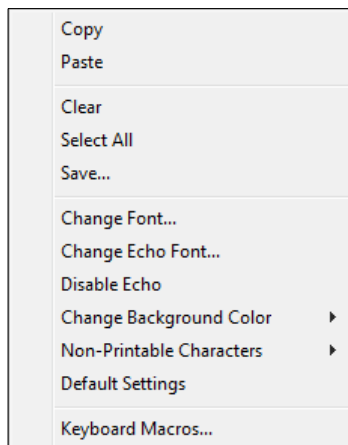 Copy
Paste
Clear
Select All
Save...
Change Font...
Change Echo Font...
Disable Echo
Change Background Color
Non-Printable Characters
Default Settings
Keyboard Macros...